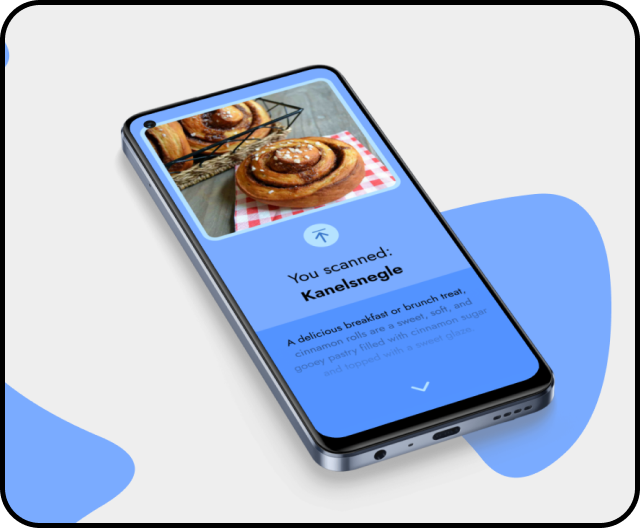 You scanned:
Kanelsnegle
A delicious breakfast or brunch treat,
cinnamon rolls are a sweet, soft, and
gooey pastry filled with cinnamon sugar
and topped with a sweet glaze.